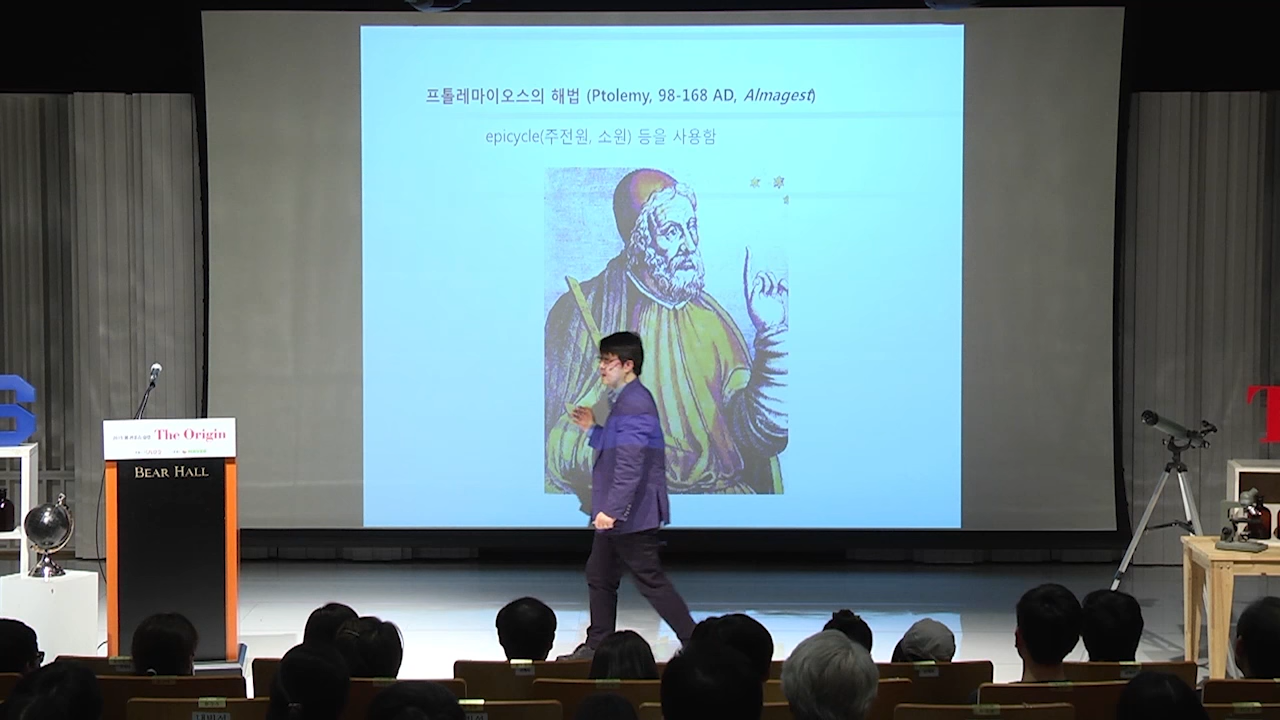 프톨레마이오스의 해법 (Ptolemy, 98-168 AD, Almagest)
epicycle(주전원, 소원) 등을 사용함
The Origin
BEAR HALL
S
T